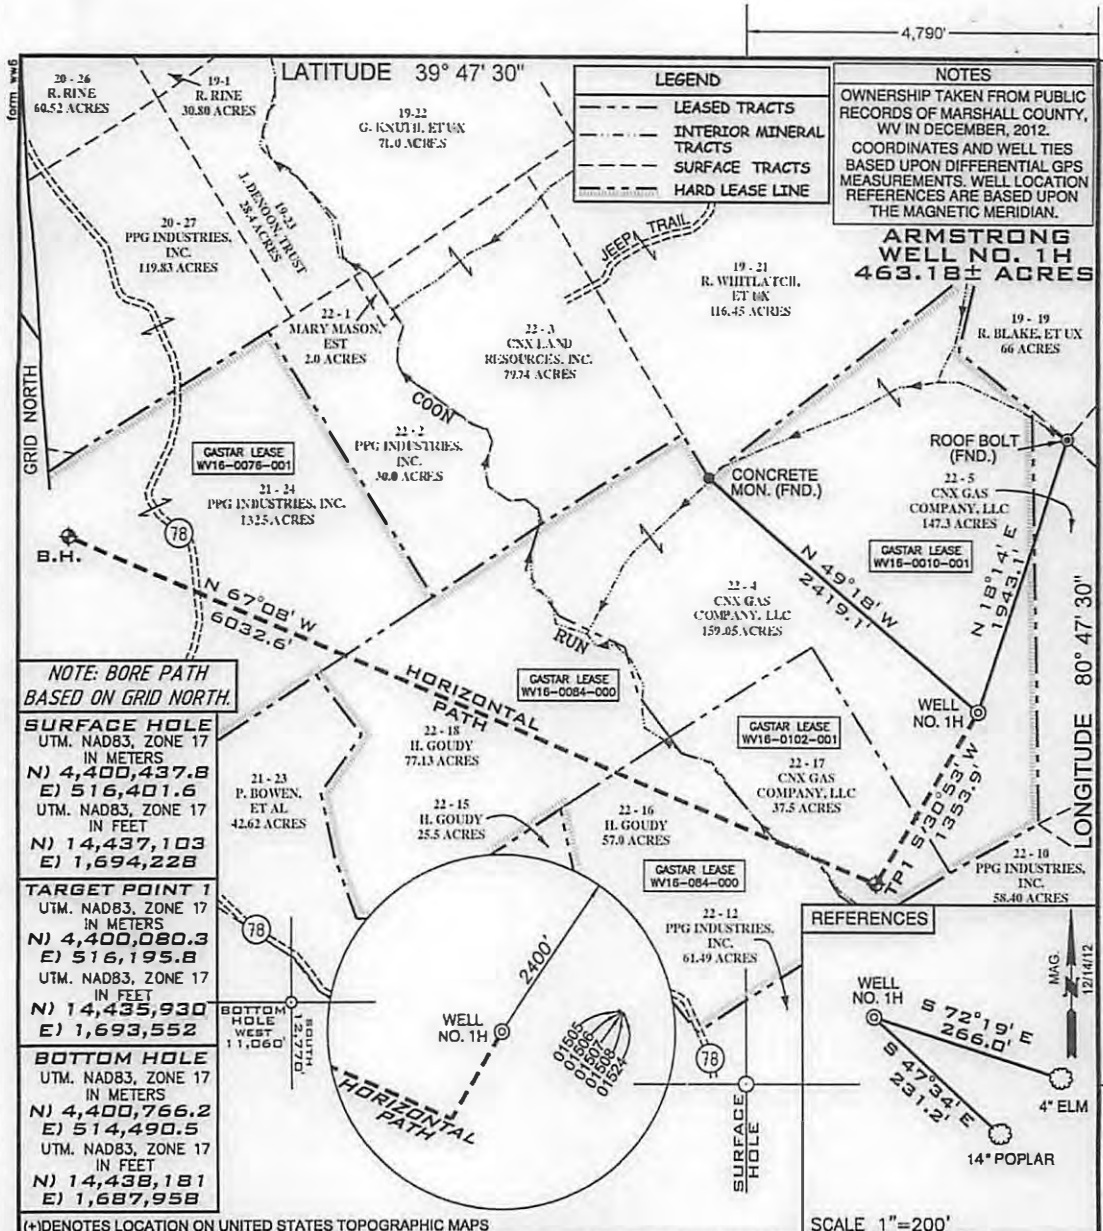 4,790'
form ww6
LATITUDE 39° 47' 30"
20 - 26
R. RINE
60.52 ACRES
19-1
R. RINE
30.80 ACRES
19-22
G. KNUTH, ET UX
71.0 ACRES
LEGEND
LEASED TRACTS
INTERIOR MINERAL
TRACTS
SURFACE TRACTS
HARD LEASE LINE
NOTES
OWNERSHIP TAKEN FROM PUBLIC
RECORDS OF MARSHALL COUNTY,
WV IN DECEMBER, 2012.
COORDINATES AND WELL TIES
BASED UPON DIFFERENTIAL GPS
MEASUREMENTS. WELL LOCATION
REFERENCES ARE BASED UPON
THE MAGNETIC MERIDIAN.
ARMSTRONG
WELL NO. 1H
463.18± ACRES
20 - 27
PPG INDUSTRIES,
INC.
119.83 ACRES
19-23
J. DENOON, TRUST
28.4 ACRES
JEEP TRAIL
19 - 21
R. WHITLATCH,
ET UX
116.45 ACRES
19 - 19
R. BLAKE, ET UX
66 ACRES
22 - 1
MARY MASON,
EST
2.0 ACRES
22 - 3
CNX LAND
RESOURCES, INC.
79.74 ACRES
GRID NORTH
COON
22 - 2
PPG INDUSTRIES,
INC.
30.0 ACRES
GASTAR LEASE
WV16-0076-001
21 - 24
PPG INDUSTRIES, INC.
132.5 ACRES
CONCRETE
MON. (FND.)
ROOF BOLT
(FND.)
22 - 5
CNX GAS
COMPANY, LLC
147.3 ACRES
GASTAR LEASE
WV16-0010-001
78
B.H.
N 67°08' W
6032.6'
N 49°18' W
2419.1'
N 18°14' E
1943.1'
LONGITUDE 80° 47' 30"
22 - 4
CNX GAS
COMPANY, LLC
159.05 ACRES
RUN
NOTE: BORE PATH
BASED ON GRID NORTH.
HORIZONTAL
PATH
GASTAR LEASE
WV16-0084-000
WELL
NO. 1H
GASTAR LEASE
WV16-0102-001
22 - 17
CNX GAS
COMPANY, LLC
37.5 ACRES
S 30°53' W
1353.9'
TP1
22 - 18
H. GOUDY
77.13 ACRES
21 - 23
P. BOWEN,
ET AL
42.62 ACRES
22 - 15
H. GOUDY
25.5 ACRES
22 - 16
H. GOUDY
57.0 ACRES
GASTAR LEASE
WV16-084-000
22 - 10
PPG INDUSTRIES,
INC.
58.40 ACRES
22 - 12
PPG INDUSTRIES,
INC.
61.49 ACRES
SURFACE HOLE
UTM. NAD83, ZONE 17
IN METERS
N) 4,400,437.8
E) 516,401.6
UTM. NAD83, ZONE 17
IN FEET
N) 14,437,103
E) 1,694,228
TARGET POINT 1
UTM. NAD83, ZONE 17
IN METERS
N) 4,400,080.3
E) 516,195.8
UTM. NAD83, ZONE 17
IN FEET
N) 14,435,930
E) 1,693,552
BOTTOM HOLE
UTM. NAD83, ZONE 17
IN METERS
N) 4,400,766.2
E) 514,490.5
UTM. NAD83, ZONE 17
IN FEET
N) 14,438,181
E) 1,687,958
78
BOTTOM
HOLE
WEST
11,060'
SOUTH
12,770'
2400'
WELL
NO. 1H
HORIZONTAL
PATH
01505
01506
01507
01508
01524
78
SURFACE
HOLE
REFERENCES
MAG.
12/14/12
WELL
NO. 1H
S 72°19' E
266.0'
S 47°34' E
231.2'
4" ELM
14" POPLAR
SCALE 1"=200'
(+)DENOTES LOCATION ON UNITED STATES TOPOGRAPHIC MAPS